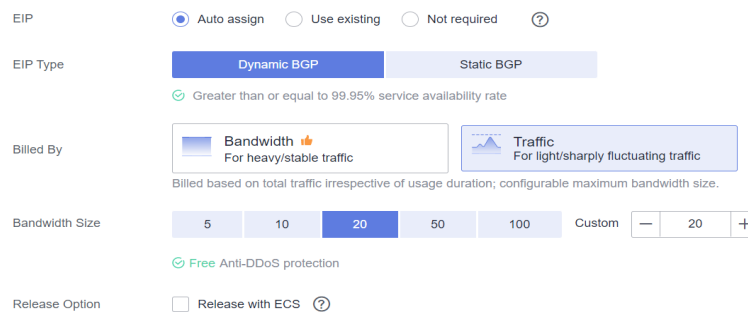 EIP Auto assign Use existing Not required ?
EIP Type Dynamic BGP Static BGP
Greater than or equal to 99.95% service availability rate
Billed By
Bandwidth
For heavy/stable traffic
Traffic
For light/sharply fluctuating traffic
Billed based on total traffic irrespective of usage duration; configurable maximum bandwidth size.
Bandwidth Size 5 10 20 50 100 Custom — 20 +
Free Anti-DDoS protection
Release Option Release with ECS ?